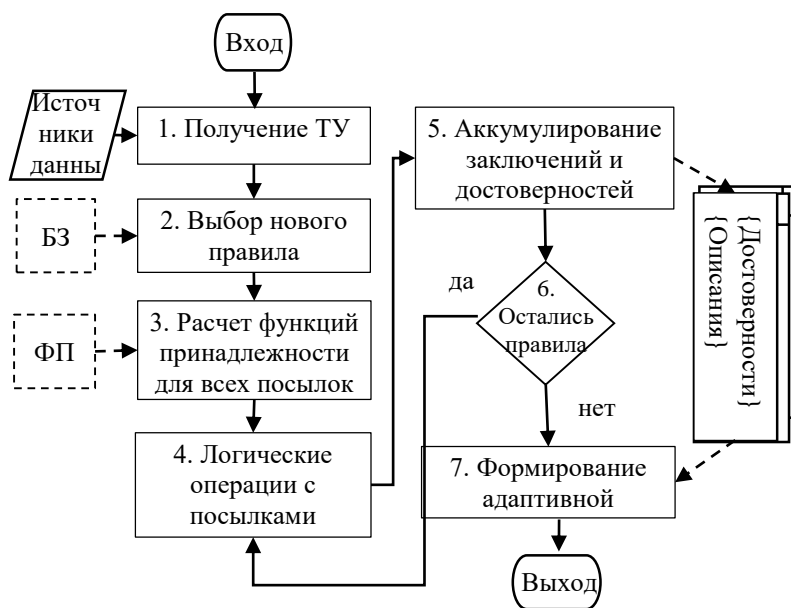 Вход
Источ
ники
данны
1. Получение ТУ
БЗ
2. Выбор нового
правила
ФП
3. Расчет функций
принадлежности
для всех посылок
4. Логические
операции с
посылками
5. Аккумулирование
заключений и
достоверностей
{Достоверности}
{Описания}
да
6.
Остались
правила
нет
7. Формирование
адаптивной
Выход